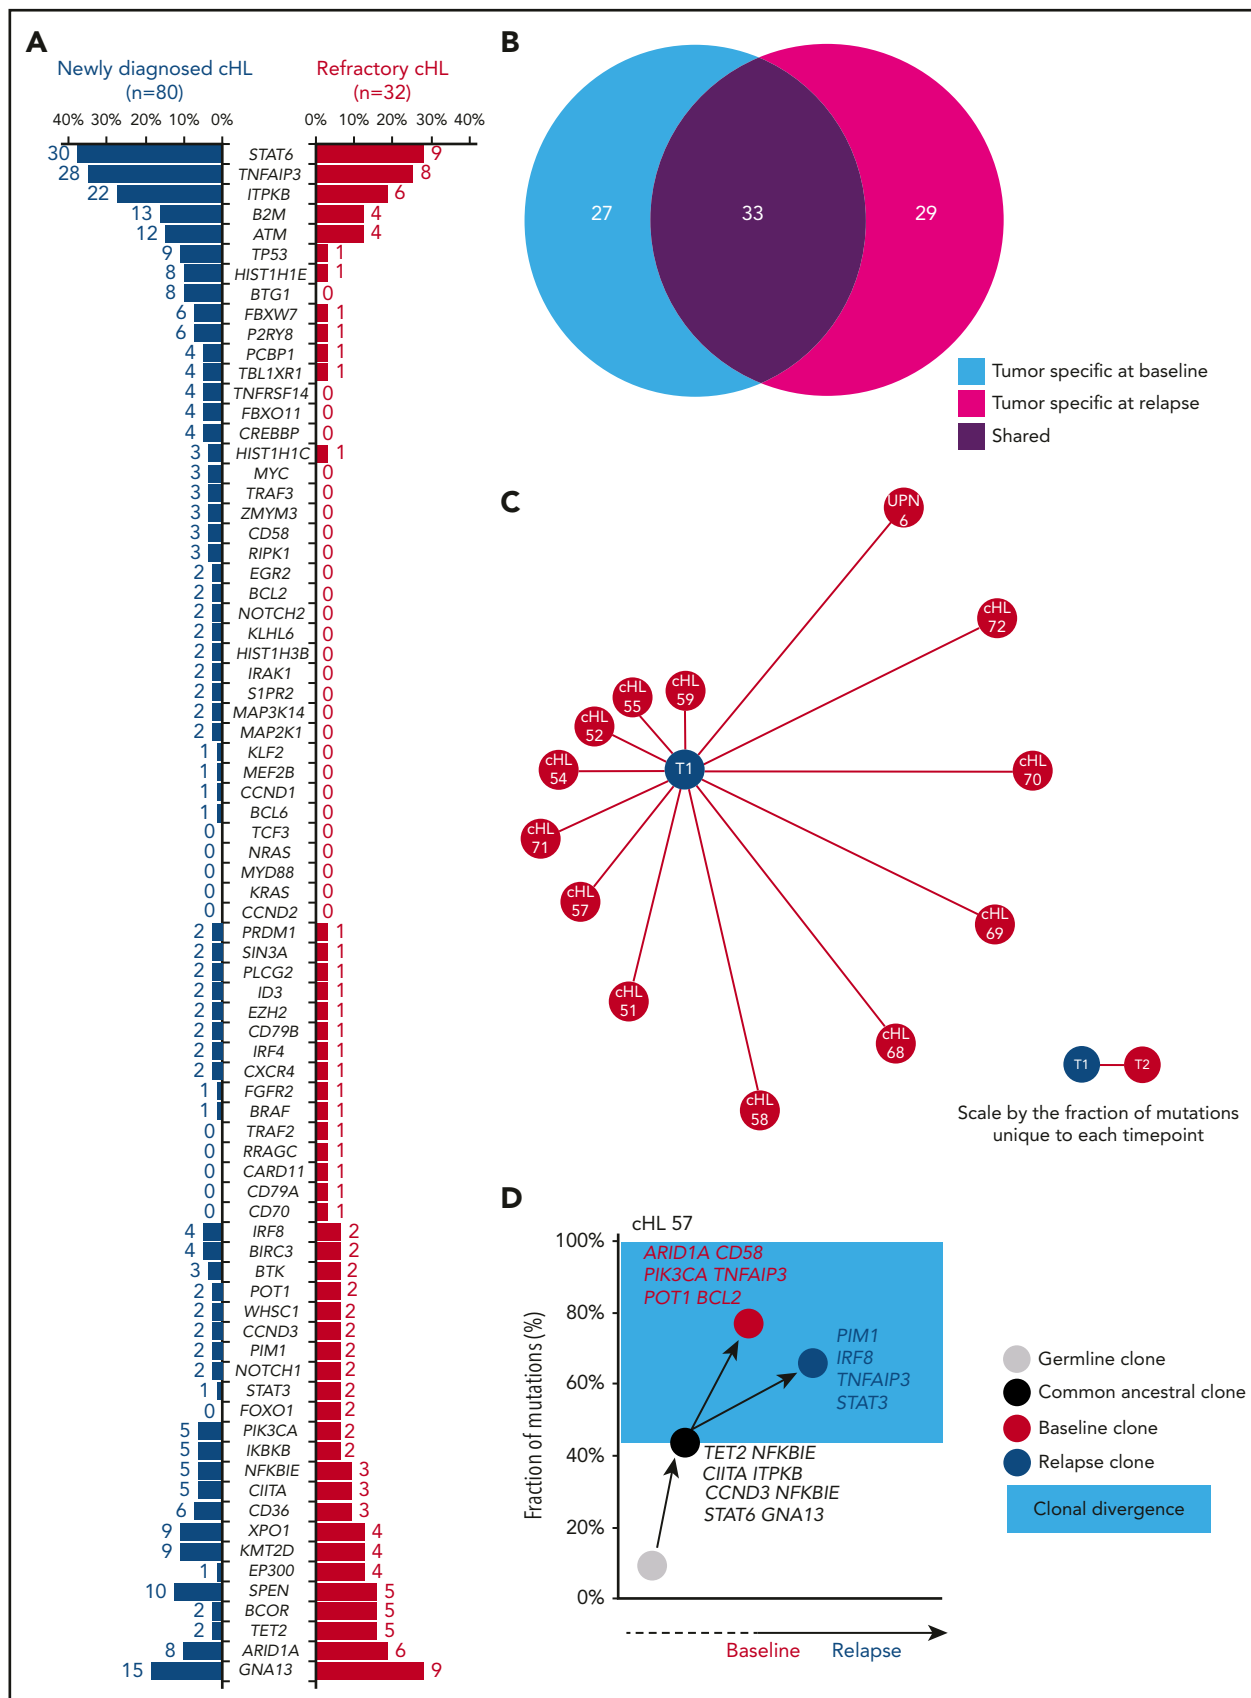 A
Newly diagnosed cHL
(n=80)
Refractory cHL
(n=32)
40% 30% 20% 10% 0%
0% 10% 20% 30% 40%
30 STAT6 9
28 TNFAIP3 8
22 ITPKB 6
13 B2M 4
12 ATM 4
9 TP53 1
8 HIST1H1E 1
8 BTG1 0
6 FBXW7 1
6 P2RY8 1
4 PCBP1 1
4 TBL1XR1 1
4 TNFRSF14 0
4 FBXO11 0
4 CREBBP 0
3 HIST1H1C 1
3 MYC 0
3 TRAF3 0
3 ZMYM3 0
3 CD58 0
3 RIPK1 0
2 EGR2 0
2 BCL2 0
2 NOTCH2 0
2 KLHL6 0
2 HIST1H3B 0
2 IRAK1 0
2 S1PR2 0
2 MAP3K14 0
2 MAP2K1 0
1 KLF2 0
1 MEF2B 0
1 CCND1 0
1 BCL6 0
0 TCF3 0
0 NRAS 0
0 MYD88 0
0 KRAS 0
0 CCND2 0
2 PRDM1 1
2 SIN3A 1
2 PLCG2 1
2 ID3 1
2 EZH2 1
2 CD79B 1
2 IRF4 1
2 CXCR4 1
1 FGFR2 1
1 BRAF 1
0 TRAF2 1
0 RRAGC 1
0 CARD11 1
0 CD79A 1
0 CD70 1
4 IRF8 2
4 BIRC3 2
3 BTK 2
2 POT1 2
2 WHSC1 2
2 CCND3 2
2 PIM1 2
2 NOTCH1 2
1 STAT3 2
0 FOXO1 2
5 PIK3CA 2
5 IKBKB 2
5 NFKBIE 3
5 CIITA 3
6 CD36 3
9 XPO1 4
9 KMT2D 4
1 EP300 4
10 SPEN 5
2 BCOR 5
2 TET2 5
8 ARID1A 6
15 GNA13 9
B
27 33 29
Tumor specific at baseline
Tumor specific at relapse
Shared
C
UPN
6
cHL
72
cHL
59
cHL
55
cHL
52
cHL
54
T1
cHL
70
cHL
71
cHL
57
cHL
69
cHL
51
cHL
68
cHL
58
T1 T2
Scale by the fraction of mutations
unique to each timepoint
D
cHL 57
Fraction of mutations (%)
100%
80%
60%
40%
20%
0%
ARID1A CD58
PIK3CA TNFAIP3
POT1 BCL2
PIM1
IRF8
TNFAIP3
STAT3
TET2 NFKBIE
CIITA ITPKB
CCND3 NFKBIE
STAT6 GNA13
Baseline Relapse
Germline clone
Common ancestral clone
Baseline clone
Relapse clone
Clonal divergence